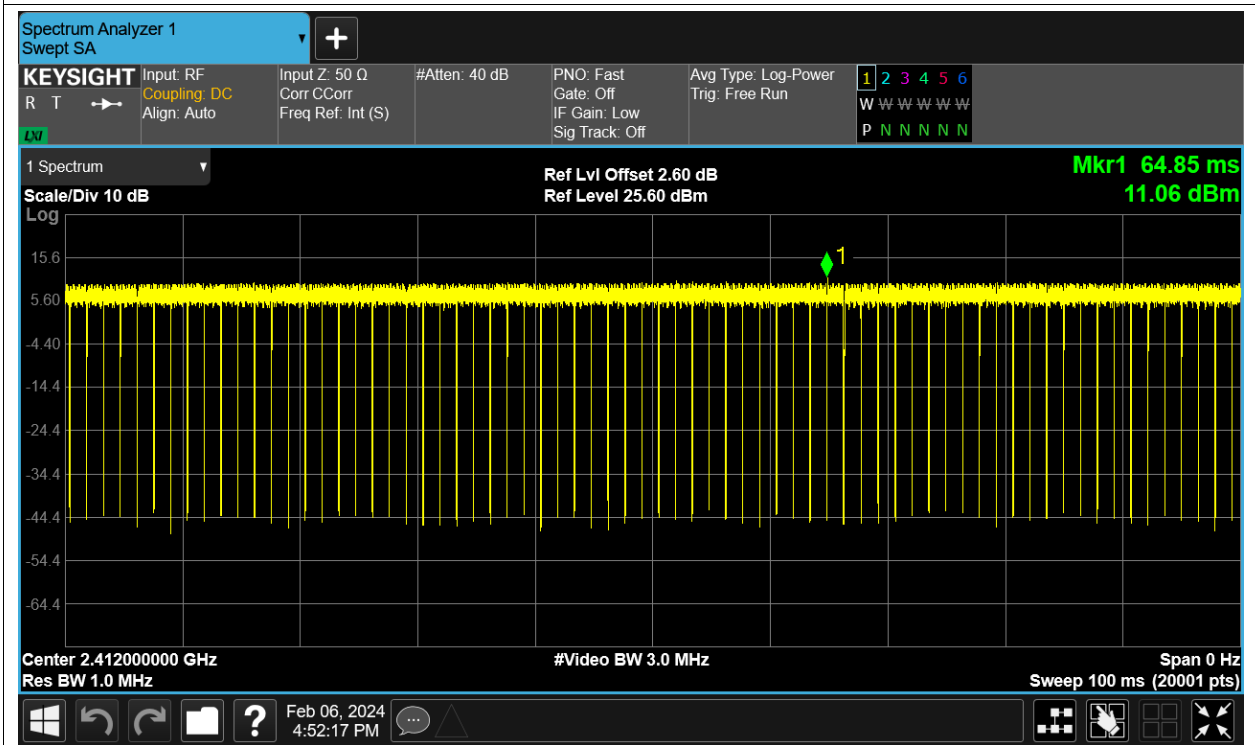 Spectrum Analyzer 1
Swept SA
KEYSIGHT
R T
LXI
Input: RF
Coupling: DC
Align: Auto
Input Z: 50 Ω
Corr CCorr
Freq Ref: Int (S)
#Atten: 40 dB
PNO: Fast
Gate: Off
IF Gain: Low
Sig Track: Off
Avg Type: Log-Power
Trig: Free Run
1 2 3 4 5 6
W W W W W W
P N N N N N
1 Spectrum
Scale/Div 10 dB
Log
Ref Lvl Offset 2.60 dB
Ref Level 25.60 dBm
Mkr1 64.85 ms
11.06 dBm
1
15.6
5.60
-4.40
-14.4
-24.4
-34.4
-44.4
-54.4
-64.4
Center 2.412000000 GHz
Res BW 1.0 MHz
#Video BW 3.0 MHz
Span 0 Hz
Sweep 100 ms (20001 pts)
?
Feb 06, 2024
4:52:17 PM